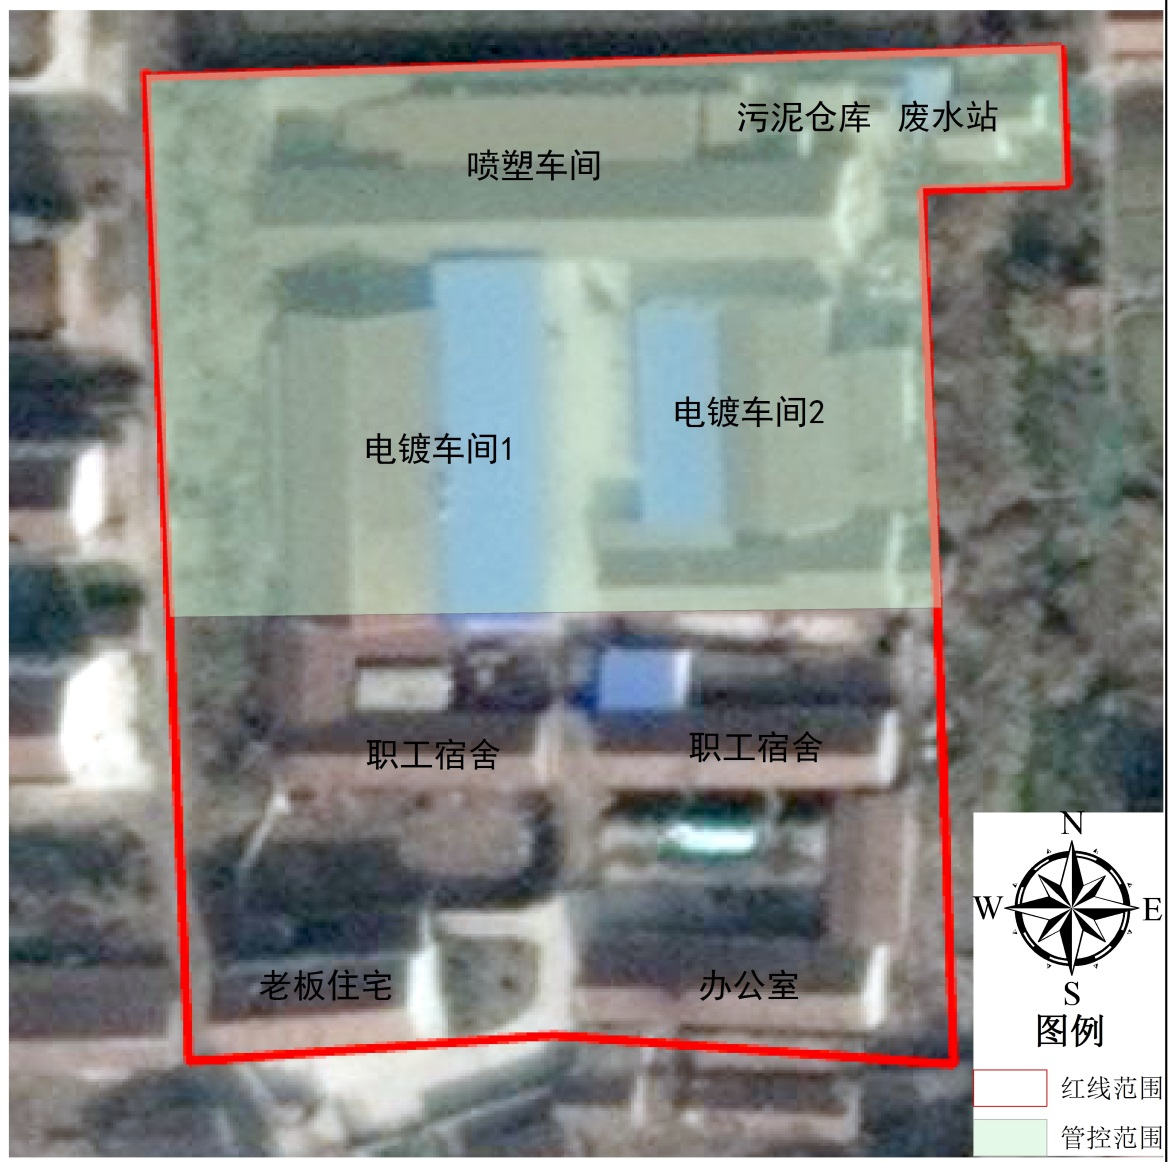 污泥仓库 废水站
喷塑车间
电镀车间2
电镀车间1
职工宿舍
职工宿舍
老板住宅
办公室
N
W
E
S
图例
红线范围
管控范围